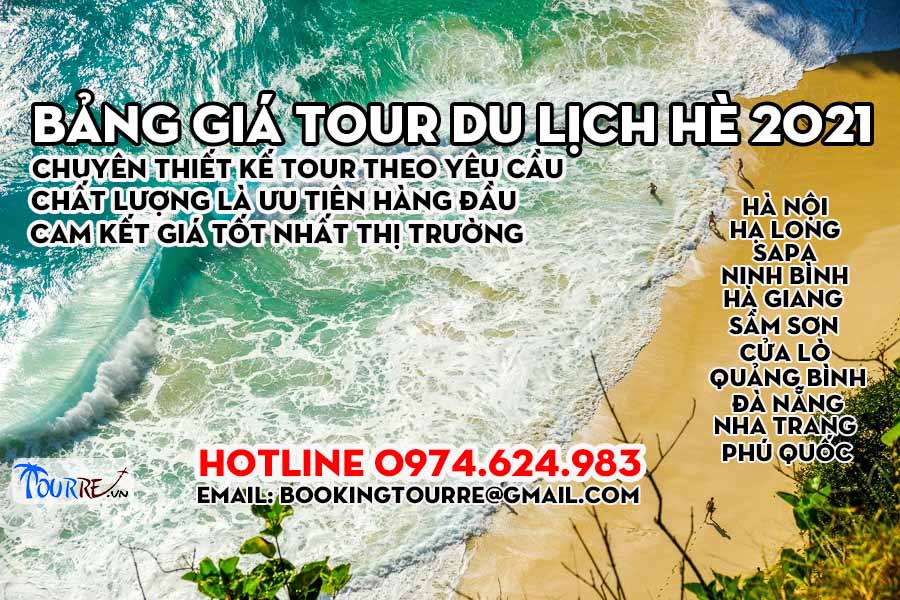 BẢNG GIÁ TOUR DU LỊCH HÈ 2021
CHUYÊN THIẾT KẾ TOUR THEO YÊU CẦU
CHẤT LƯỢNG LÀ ƯU TIÊN HÀNG ĐẦU
CAM KẾT GIÁ TỐT NHẤT THỊ TRƯỜNG
HÀ NỘI
HẠ LONG
SAPA
NINH BÌNH
HÀ GIANG
SẦM SƠN
CỬA LÒ
QUẢNG BÌNH
ĐÀ NẴNG
NHA TRANG
PHÚ QUỐC
HOTLINE 0974.624.983
EMAIL: BOOKINGTOURRE@GMAIL.COM
TOURRE.VN